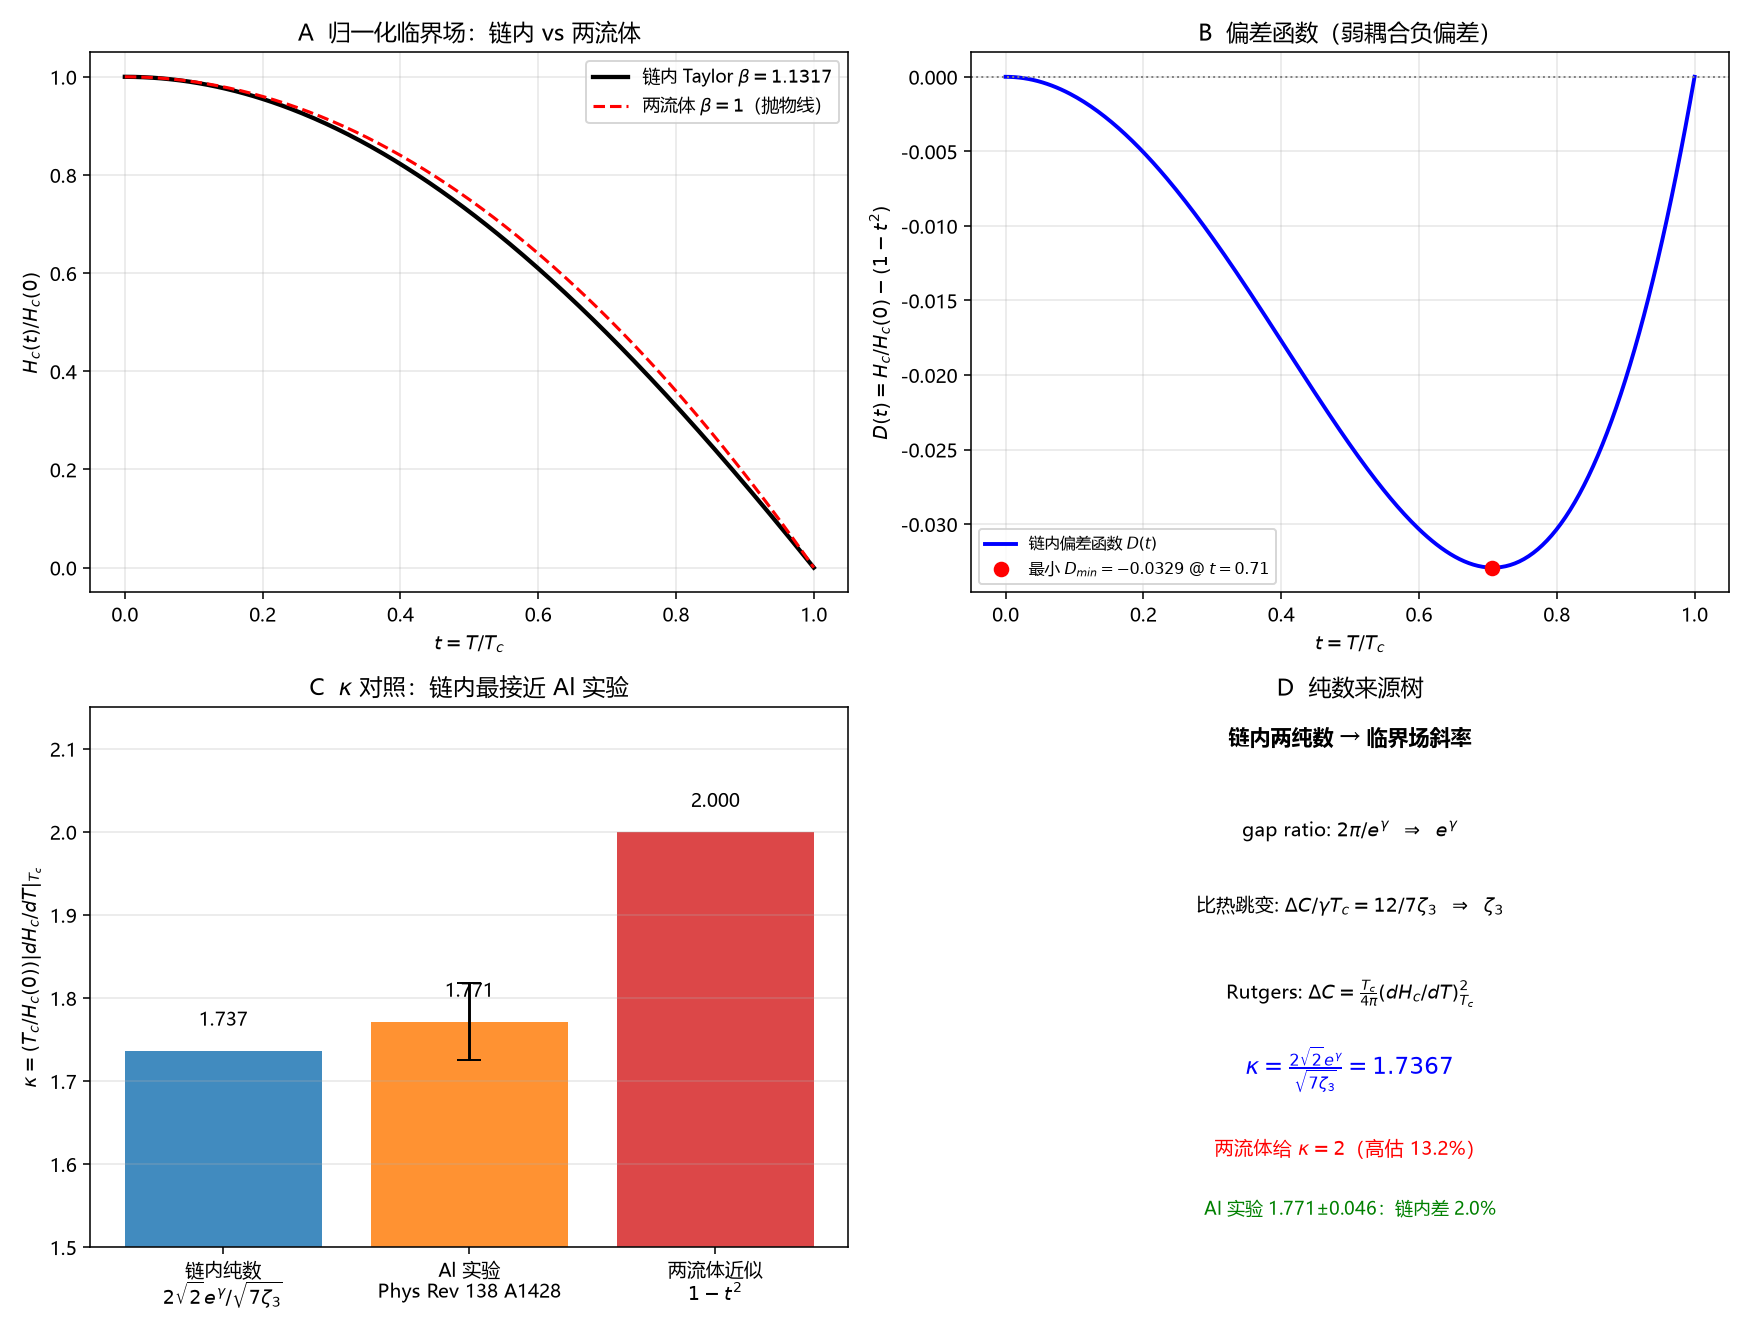 A 归一化临界场：链内 vs 两流体
链内 Taylor β = 1.1317
两流体 β = 1（抛物线）
1.0
0.8
0.6
0.4
0.2
0.0
H_c(t)/H_c(0)
0.0 0.2 0.4 0.6 0.8 1.0
t = T/T_c
B 偏差函数（弱耦合负偏差）
0.000
-0.005
-0.010
-0.015
-0.020
-0.025
-0.030
D(t) = H_c/H_c(0) − (1 − t²)
链内偏差函数 D(t)
最小 D_min = −0.0329 @ t = 0.71
0.0 0.2 0.4 0.6 0.8 1.0
t = T/T_c
C κ 对照：链内最接近 Al 实验
2.1
2.0
1.9
1.8
1.7
1.6
1.5
κ = (T_c/H_c(0))|dH_c/dT|_{T_c}
1.737
1.771
2.000
链内纯数
2√2e^γ/√7ζ₃
Al 实验
Phys Rev 138 A1428
两流体近似
1 − t²
D 纯数来源树
链内两纯数 → 临界场斜率
gap ratio: 2π/e^γ ⇒ e^γ
比热跳变: ΔC/γT_c = 12/7ζ₃ ⇒ ζ₃
Rutgers: ΔC = \frac{T_c}{4π}(dH_c/dT)²_{T_c}
κ = \frac{2√2e^γ}{√7ζ₃} = 1.7367
两流体给 κ = 2（高估 13.2%）
Al 实验 1.771±0.046：链内差 2.0%